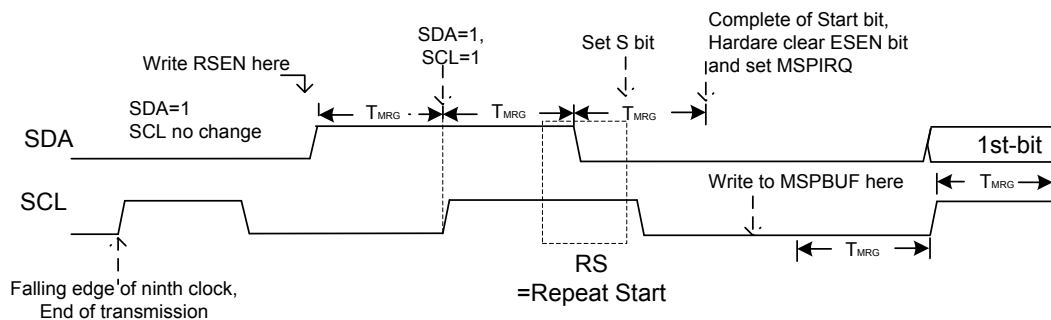 Complete of Start bit,
Hardare clear ESEN bit
and set MSPIRQ
SDA=1,
SCL=1
Set S bit
Write RSEN here
SDA=1
SCL no change
TMRG
TMRG
TMRG
SDA
1st-bit
Write to MSPBUF here
TMRG
SCL
TMRG
RS
=Repeat Start
Falling edge of ninth clock,
End of transmission